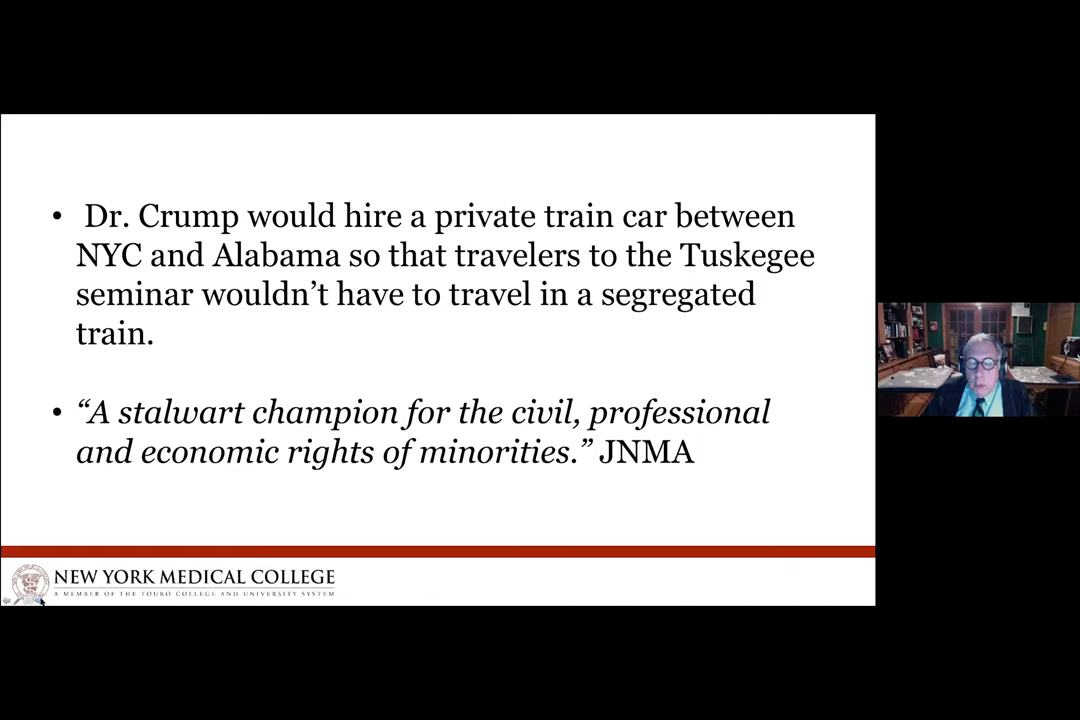 • Dr. Crump would hire a private train car between
NYC and Alabama so that travelers to the Tuskegee
seminar wouldn’t have to travel in a segregated
train.
• “A stalwart champion for the civil, professional
and economic rights of minorities.” JNMA
NEW YORK MEDICAL COLLEGE
A MEMBER OF THE TOURO COLLEGE AND UNIVERSITY SYSTEM